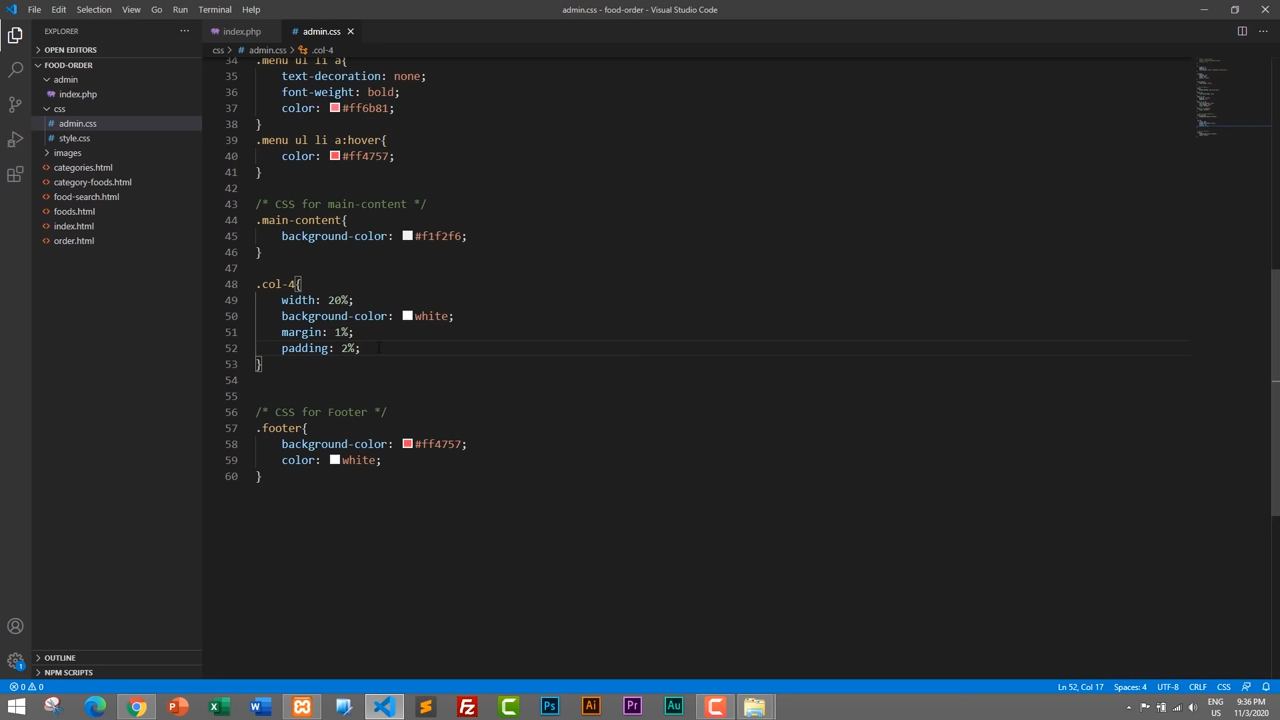 File Edit Selection View Go Run Terminal Help
admin.css - food-order - Visual Studio Code
EXPLORER
OPEN EDITORS
FOOD-ORDER
admin
index.php
css
admin.css
style.css
images
categories.html
category-foods.html
food-search.html
foods.html
index.html
order.html
OUTLINE
NPM SCRIPTS
index.php admin.css
css > admin.css > .col-4
34 .menu ul li a{
35 text-decoration: none;
36 font-weight: bold;
37 color: #ff6b81;
38 }
39 .menu ul li a:hover{
40 color: #ff4757;
41 }
42
43 /* CSS for main-content */
44 .main-content{
45 background-color: #f1f2f6;
46 }
47
48 .col-4{
49 width: 20%;
50 background-color: white;
51 margin: 1%;
52 padding: 2%;
53 }
54
55
56 /* CSS for Footer */
57 .footer{
58 background-color: #ff4757;
59 color: white;
60 }
0 0 Ln 52, Col 17 Spaces: 4 UTF-8 CRLF CSS
1
Ps Ai Pr Au
ENG 9:36 PM
US 11/3/2020